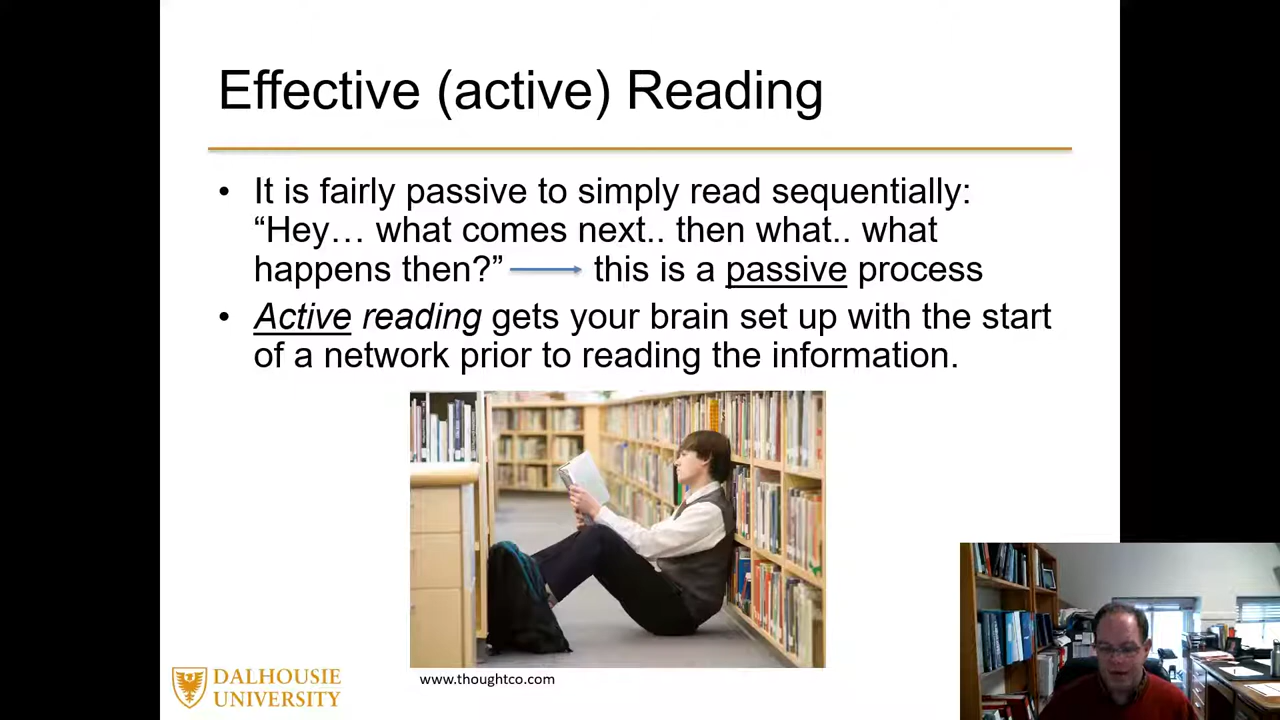 Effective (active) Reading
• It is fairly passive to simply read sequentially:
“Hey… what comes next.. then what.. what
happens then?” this is a passive process
• Active reading gets your brain set up with the start
of a network prior to reading the information.
www.thoughtco.com
DALHOUSIE
UNIVERSITY